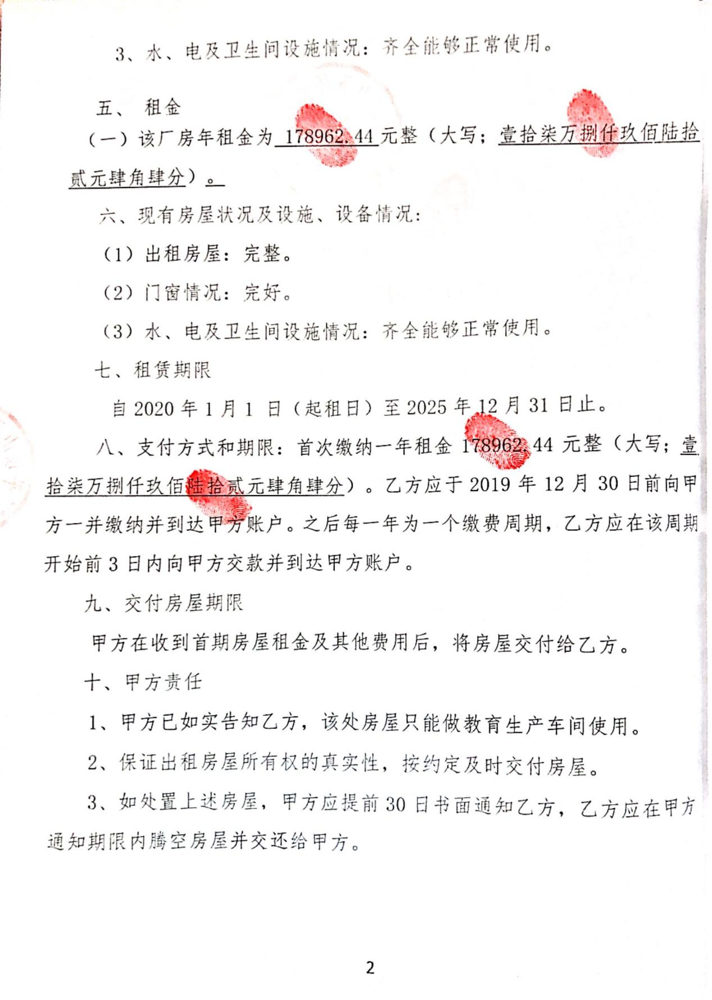 3、水、电及卫生间设施情况：齐全能够正常使用。
五、 租金
（一）该厂房年租金为 178962.44 元整（大写；壹拾柒万捌仟玖佰陆拾
贰元肆角肆分）。
六、现有房屋状况及设施、设备情况：
（1）出租房屋：完整。
（2）门窗情况：完好。
（3）水、电及卫生间设施情况：齐全能够正常使用。
七、租赁期限
自 2020 年 1 月 1 日（起租日）至 2025 年 12 月 31 日止。
八、支付方式和期限：首次缴纳一年租金 178962.44 元整（大写；壹
拾柒万捌仟玖佰陆拾贰元肆角肆分）。乙方应于 2019 年 12 月 30 日前向甲
方一并缴纳并到达甲方账户。之后每一年为一个缴费周期，乙方应在该周期
开始前 3 日内向甲方交款并到达甲方账户。
九、交付房屋期限
甲方在收到首期房屋租金及其他费用后，将房屋交付给乙方。
十、甲方责任
1、甲方已如实告知乙方，该处房屋只能做教育生产车间使用。
2、保证出租房屋所有权的真实性，按约定及时交付房屋。
3、如处置上述房屋，甲方应提前 30 日书面通知乙方，乙方应在甲方
通知期限内腾空房屋并交还给甲方。
2